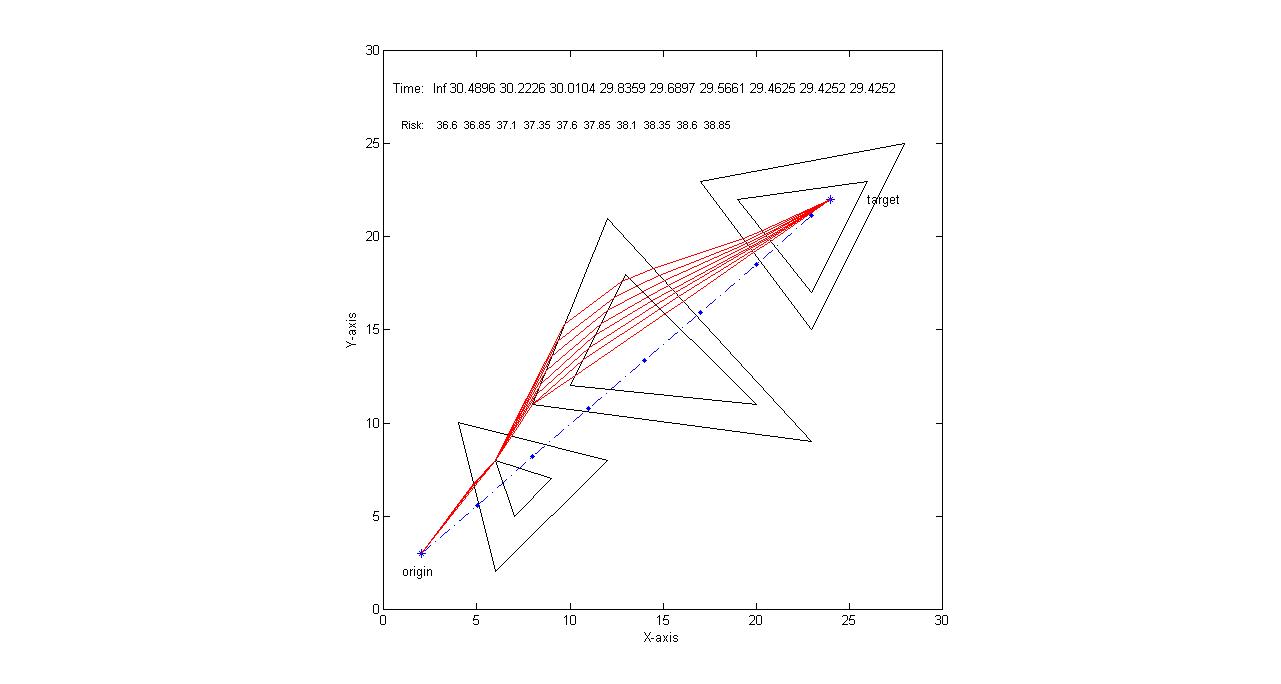 30
Time: Inf 30.4896 30.2226 30.0104 29.8359 29.6897 29.5661 29.4625 29.4252 29.4252
Risk: 36.6 36.85 37.1 37.35 37.6 37.85 38.1 38.35 38.6 38.85
25
target
20
Y-axis
15
10
5
origin
0
0 5 10 15 20 25 30
X-axis